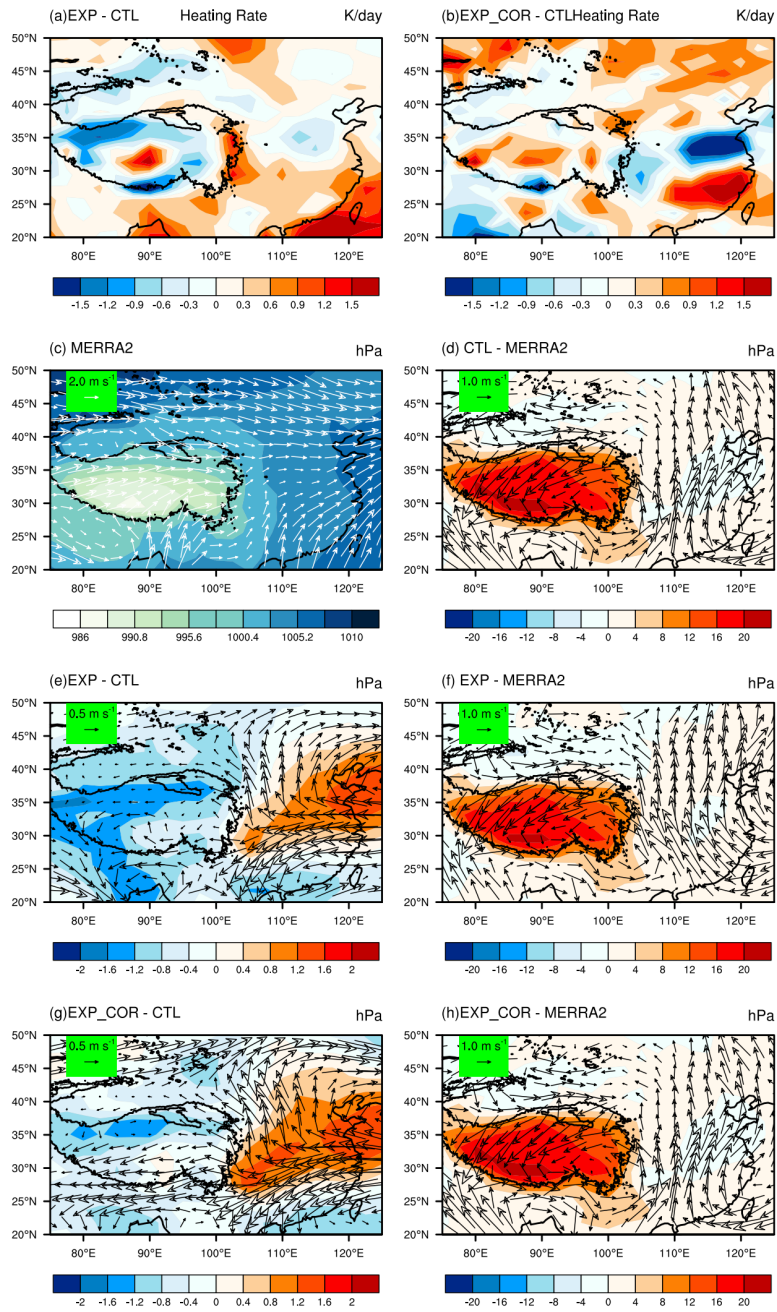 (a)EXP - CTL Heating Rate K/day
(b)EXP_COR - CTLHeating Rate K/day
50°N 50°N
45°N 45°N
40°N 40°N
35°N 35°N
30°N 30°N
25°N 25°N
20°N 20°N
80°E 90°E 100°E 110°E 120°E 80°E 90°E 100°E 110°E 120°E
-1.5 -1.2 -0.9 -0.6 -0.3 0 0.3 0.6 0.9 1.2 1.5 -1.5 -1.2 -0.9 -0.6 -0.3 0 0.3 0.6 0.9 1.2 1.5
(c) MERRA2 hPa
(d) CTL - MERRA2 hPa
50°N 2.0 m s⁻¹ 50°N 1.0 m s⁻¹
45°N 45°N
40°N 40°N
35°N 35°N
30°N 30°N
25°N 25°N
20°N 20°N
80°E 90°E 100°E 110°E 120°E 80°E 90°E 100°E 110°E 120°E
986 990.8 995.6 1000.4 1005.2 1010 -20 -16 -12 -8 -4 0 4 8 12 16 20
(e)EXP - CTL hPa
(f) EXP - MERRA2 hPa
50°N 0.5 m s⁻¹ 50°N 1.0 m s⁻¹
45°N 45°N
40°N 40°N
35°N 35°N
30°N 30°N
25°N 25°N
20°N 20°N
80°E 90°E 100°E 110°E 120°E 80°E 90°E 100°E 110°E 120°E
-2 -1.6 -1.2 -0.8 -0.4 0 0.4 0.8 1.2 1.6 2 -20 -16 -12 -8 -4 0 4 8 12 16 20
(g)EXP_COR - CTL hPa
(h)EXP_COR - MERRA2 hPa
50°N 0.5 m s⁻¹ 50°N 1.0 m s⁻¹
45°N 45°N
40°N 40°N
35°N 35°N
30°N 30°N
25°N 25°N
20°N 20°N
80°E 90°E 100°E 110°E 120°E 80°E 90°E 100°E 110°E 120°E
-2 -1.6 -1.2 -0.8 -0.4 0 0.4 0.8 1.2 1.6 2 -20 -16 -12 -8 -4 0 4 8 12 16 20